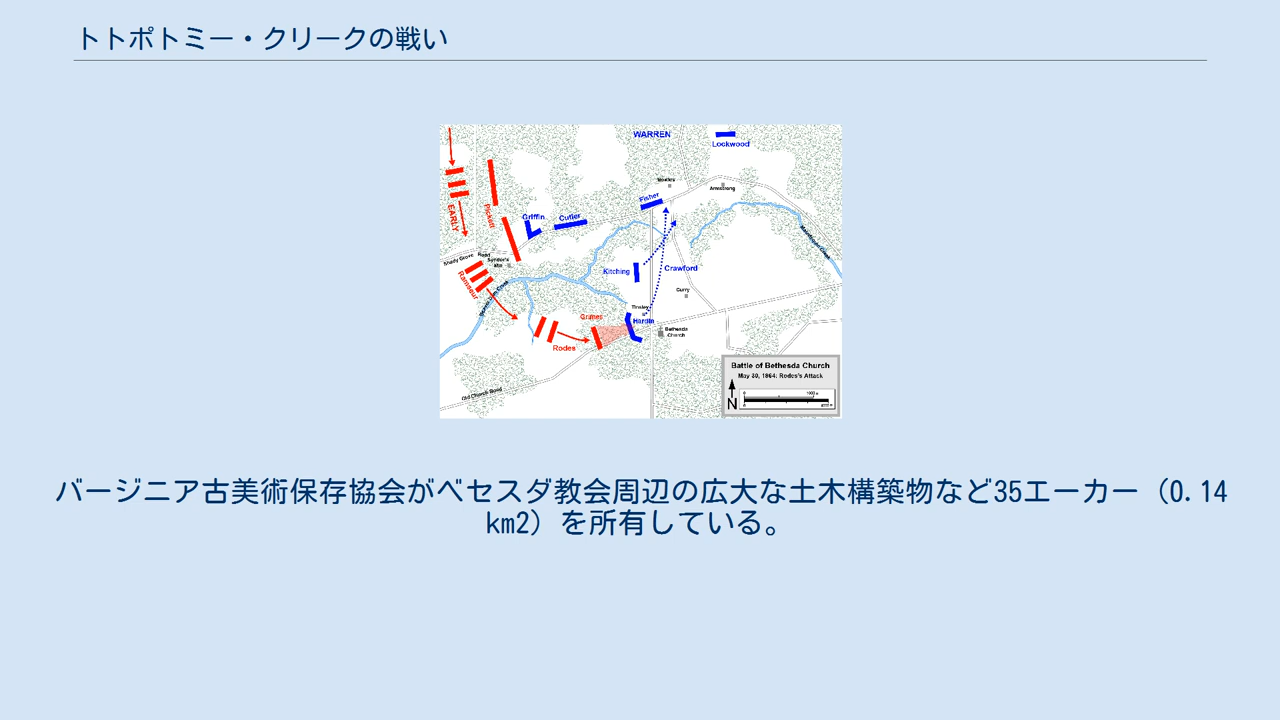 トトポトミー・クリークの戦い
WARREN
Lockwood
Armstrong
Fisher
EARLY
Pickett
Griffin
Cutler
Shady Grove Road
Ramseur
Kitching
Crawford
Curry
Tinsley
Grimes
Hardin
Bethesda
Church
Rodes
Old Church Road
Battle of Bethesda Church
May 30, 1864: Rodes's Attack
N
バージニア古美術保存協会がベセスダ教会周辺の広大な土木構築物など35エーカー（0.14
km2）を所有している。